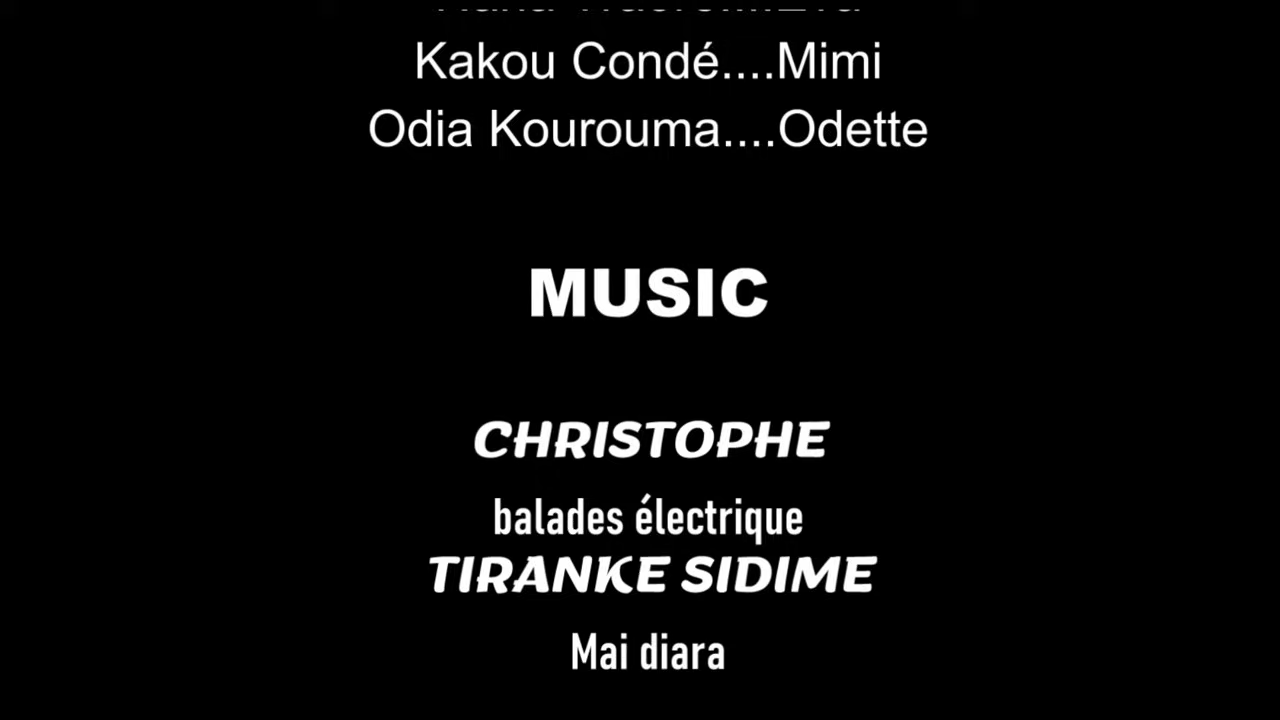 Kakou Condé....Mimi
Odia Kourouma....Odette
MUSIC
CHRISTOPHE
balades électrique
TIRANKE SIDIME
Mai diara